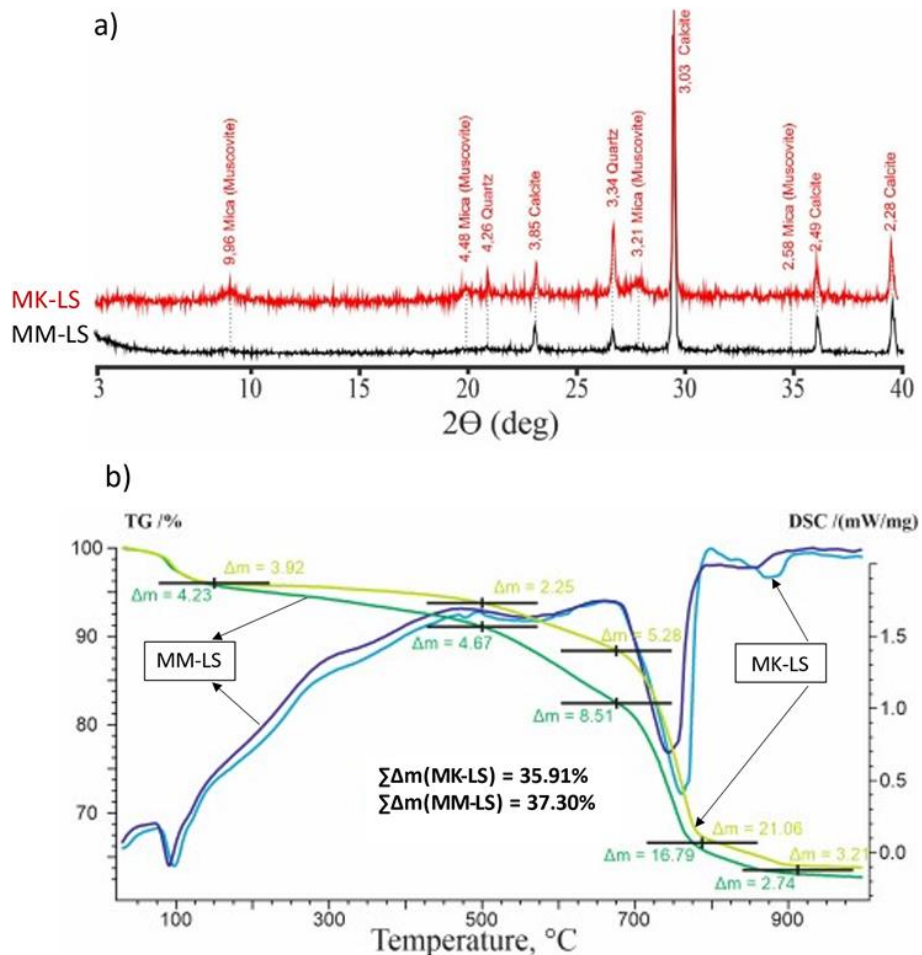 a)
9,96 Mica (Muscovite)
4,48 Mica (Muscovite)
4,26 Quartz
3,85 Calcite
3,34 Quartz
3,21 Mica (Muscovite)
3,03 Calcite
2,58 Mica (Muscovite)
2,49 Calcite
2,28 Calcite
MK-LS
MM-LS
3 10 15 20 25 30 35 40
2Θ (deg)
b)
TG /%
DSC /(mW/mg)
100
90
80
70
Δm = 3.92
Δm = 4.23
Δm = 2.25
Δm = 4.67
Δm = 5.28
Δm = 8.51
MM-LS
MK-LS
∑Δm(MK-LS) = 35.91%
∑Δm(MM-LS) = 37.30%
Δm = 21.06
Δm = 16.79
Δm = 3.21
Δm = 2.74
1.5
1.0
0.5
0.0
100 300 500 700 900
Temperature, °C